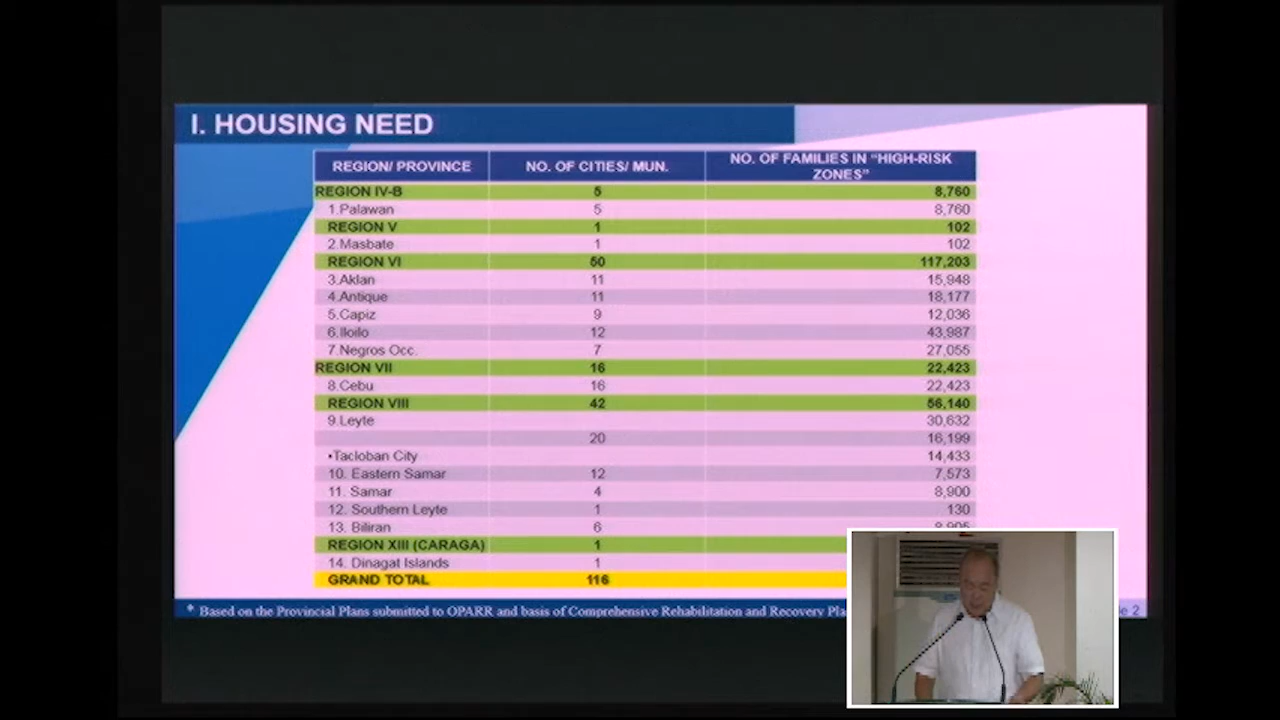 I. HOUSING NEED
REGION/ PROVINCE NO. OF CITIES/ MUN. NO. OF FAMILIES IN “HIGH-RISK ZONES”
REGION IV-B 5 8,760
1.Palawan 5 8,760
REGION V 1 102
2.Masbate 1 102
REGION VI 50 117,203
3.Aklan 11 15,948
4.Antique 11 18,177
5.Capiz 9 12,036
6.Iloilo 12 43,987
7.Negros Occ. 7 27,055
REGION VII 16 22,423
8.Cebu 16 22,423
REGION VIII 42 56,140
9.Leyte 30,632
20 16,199
•Tacloban City 14,433
10. Eastern Samar 12 7,573
11. Samar 4 8,900
12. Southern Leyte 1 130
13. Biliran 6 8,905
REGION XIII (CARAGA) 1
14. Dinagat Islands 1
GRAND TOTAL 116
* Based on the Provincial Plans submitted to OPARR and basis of Comprehensive Rehabilitation and Recovery
2